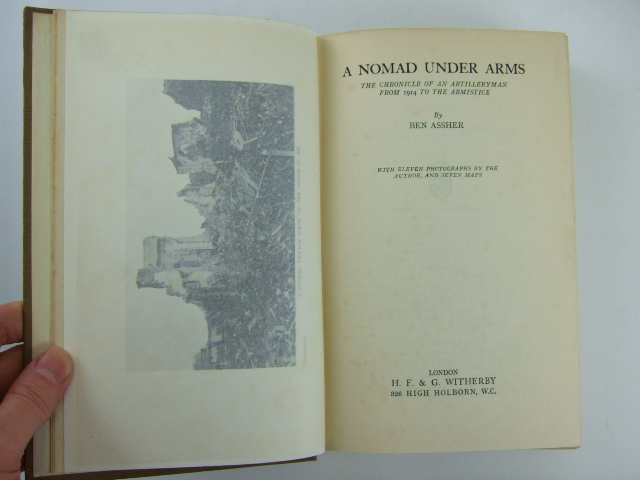 A NOMAD UNDER ARMS
THE CHRONICLE OF AN ARTILLERYMAN
FROM 1914 TO THE ARMISTICE
By
BEN ASSHER
WITH ELEVEN PHOTOGRAPHS BY THE
AUTHOR, AND SEVEN MAPS
LONDON
H. F. & G. WITHERBY
326 HIGH HOLBORN, W.C.